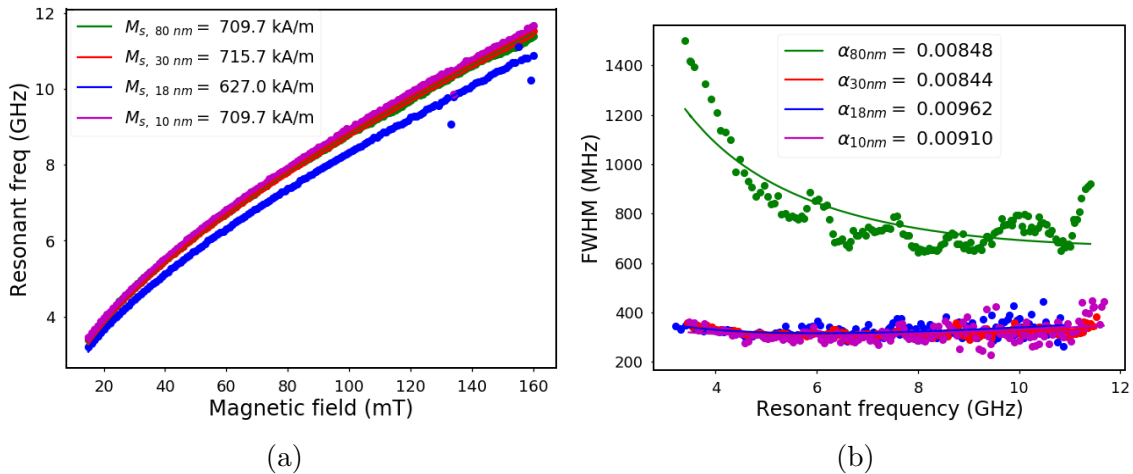 12
10
8
6
4
Resonant freq (GHz)
M_{s, 80 nm} = 709.7 kA/m
M_{s, 30 nm} = 715.7 kA/m
M_{s, 18 nm} = 627.0 kA/m
M_{s, 10 nm} = 709.7 kA/m
20 40 60 80 100 120 140 160
Magnetic field (mT)
(a)
1400
1200
1000
800
600
400
200
FWHM (MHz)
α_{80nm} = 0.00848
α_{30nm} = 0.00844
α_{18nm} = 0.00962
α_{10nm} = 0.00910
4 6 8 10 12
Resonant frequency (GHz)
(b)